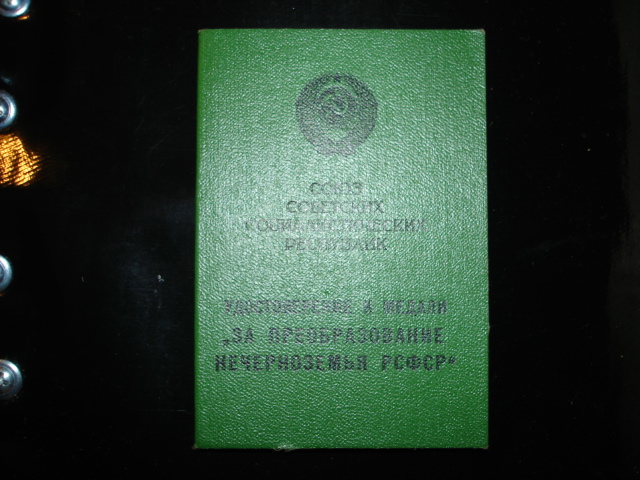 СОЮЗ
СОВЕТСКИХ
СОЦИАЛИСТИЧЕСКИХ
РЕСПУБЛИК
УДОСТОВЕРЕНИЕ К МЕДАЛИ
„ЗА ПРЕОБРАЗОВАНИЕ
НЕЧЕРНОЗЕМЬЯ РСФСР“